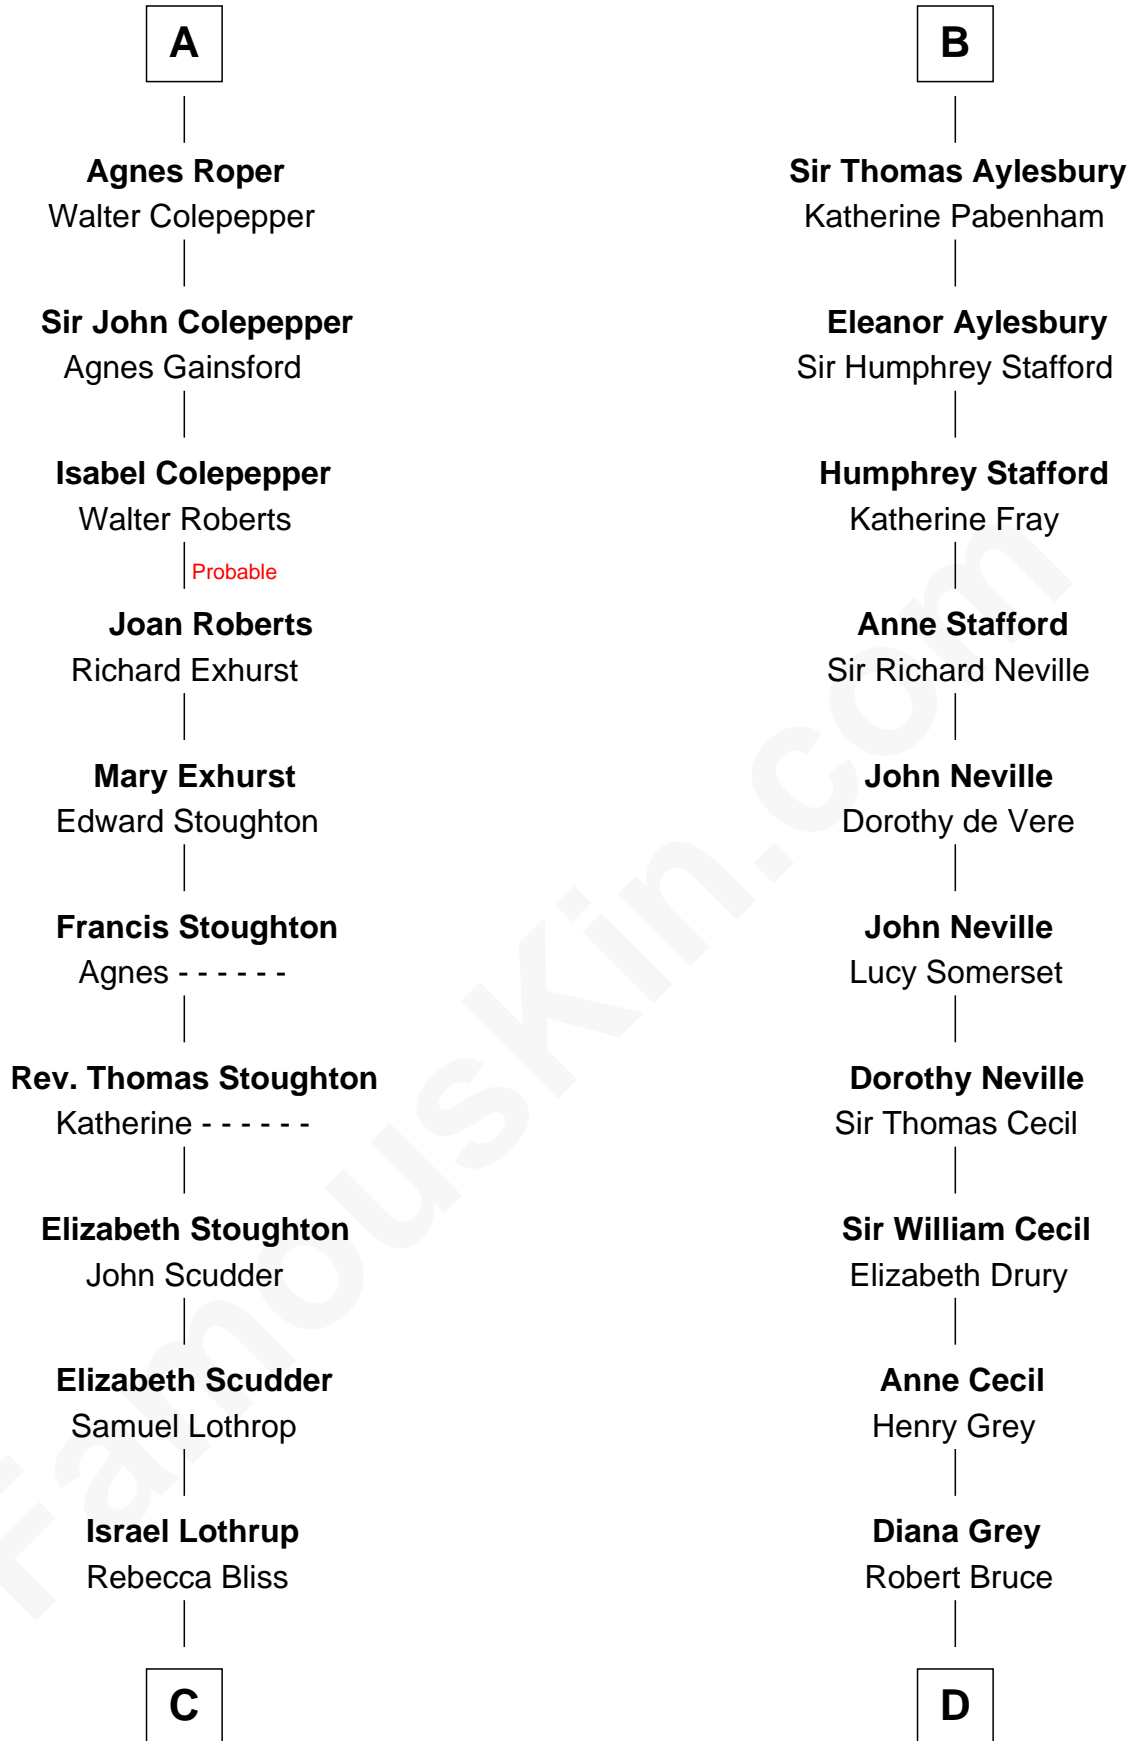 A
Agnes Roper
Walter Colepepper
Sir John Colepepper
Agnes Gainsford
Isabel Colepepper
Walter Roberts
Probable
Joan Roberts
Richard Exhurst
Mary Exhurst
Edward Stoughton
Francis Stoughton
Agnes - - - - - -
Rev. Thomas Stoughton
Katherine - - - - - -
Elizabeth Stoughton
John Scudder
Elizabeth Scudder
Samuel Lothrop
Israel Lothrup
Rebecca Bliss
C
B
Sir Thomas Aylesbury
Katherine Pabenham
Eleanor Aylesbury
Sir Humphrey Stafford
Humphrey Stafford
Katherine Fray
Anne Stafford
Sir Richard Neville
John Neville
Dorothy de Vere
John Neville
Lucy Somerset
Dorothy Neville
Sir Thomas Cecil
Sir William Cecil
Elizabeth Drury
Anne Cecil
Henry Grey
Diana Grey
Robert Bruce
D
FamousKin.com